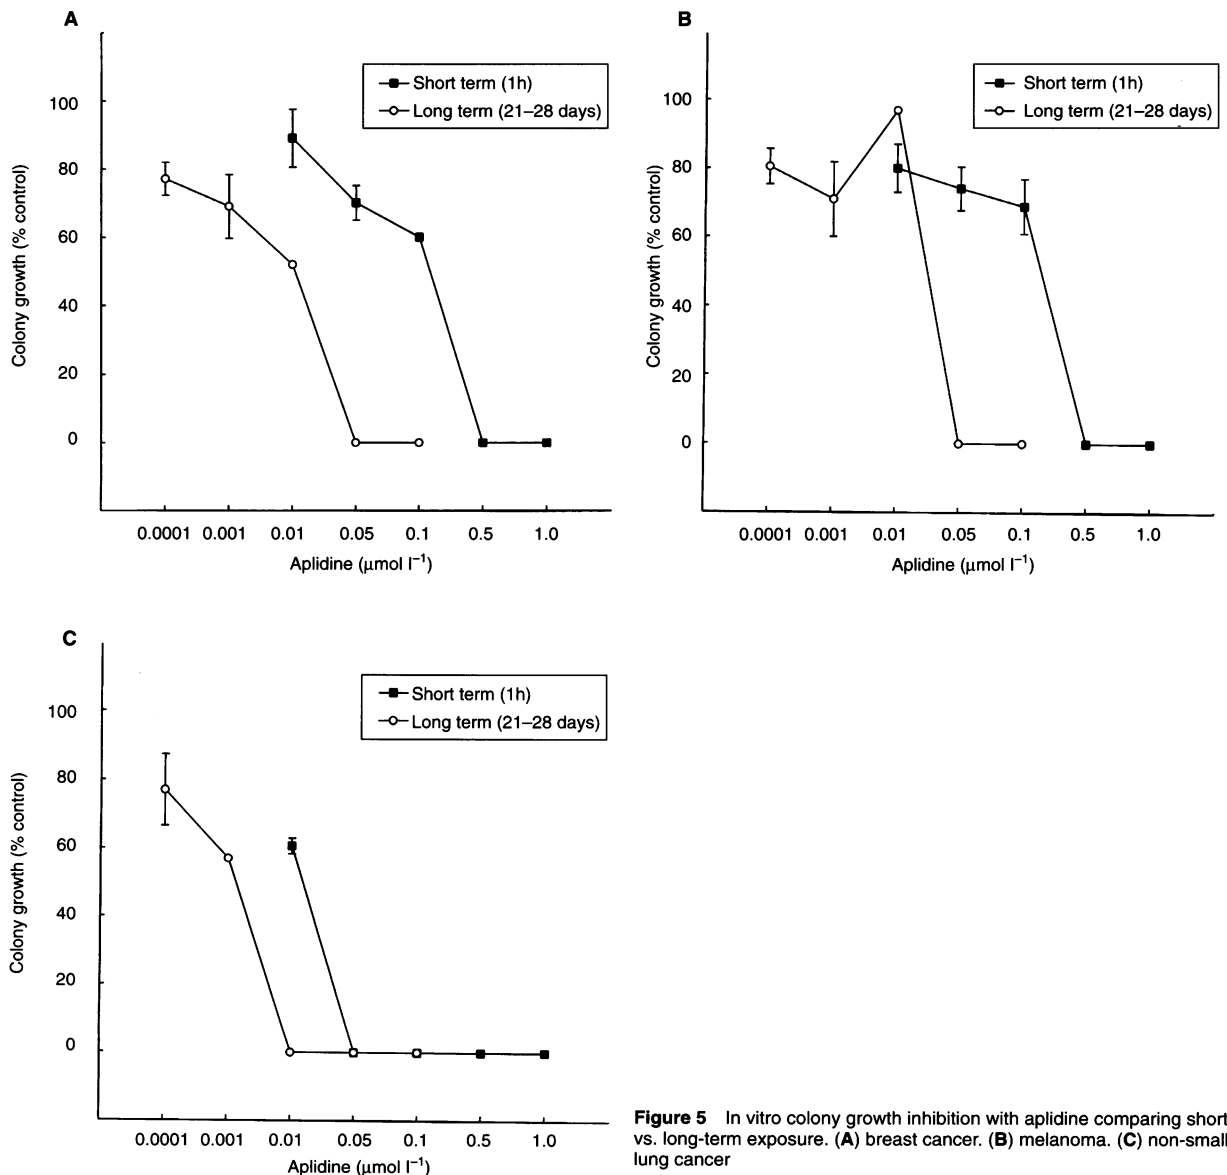 A
Short term (1h)
Long term (21–28 days)
100
80
60
40
20
0
Colony growth (% control)
0.0001 0.001 0.01 0.05 0.1 0.5 1.0
Aplidine (µmol l⁻¹)
B
Short term (1h)
Long term (21–28 days)
100
80
60
40
20
0
Colony growth (% control)
0.0001 0.001 0.01 0.05 0.1 0.5 1.0
Aplidine (µmol l⁻¹)
C
Short term (1h)
Long term (21–28 days)
100
80
60
40
20
0
Colony growth (% control)
0.0001 0.001 0.01 0.05 0.1 0.5 1.0
Aplidine (µmol l⁻¹)
Figure 5 In vitro colony growth inhibition with aplidine comparing short
vs. long-term exposure. (A) breast cancer. (B) melanoma. (C) non-small
lung cancer